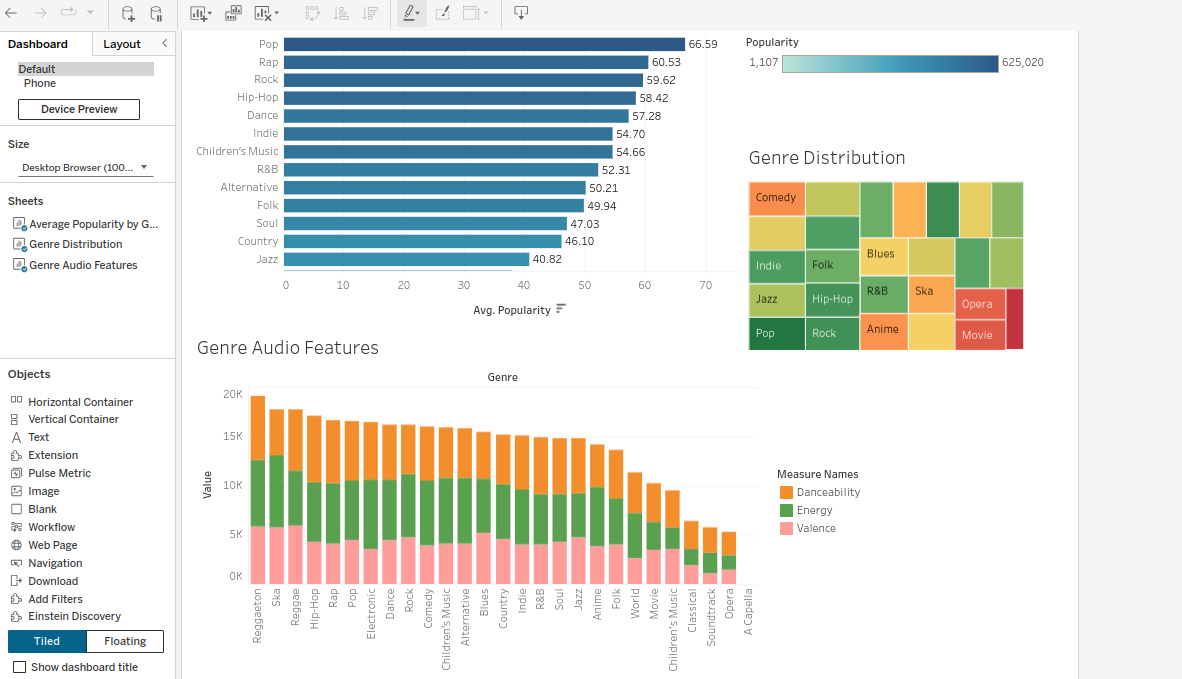 Dashboard
Layout
Default
Phone
Device Preview
Size
Desktop Browser (100...
Sheets
Average Popularity by G...
Genre Distribution
Genre Audio Features
Objects
Horizontal Container
Vertical Container
Text
Extension
Pulse Metric
Image
Blank
Workflow
Web Page
Navigation
Download
Add Filters
Einstein Discovery
Tiled
Floating
Show dashboard title
Pop 66.59
Rap 60.53
Rock 59.62
Hip-Hop 58.42
Dance 57.28
Indie 54.70
Children's Music 54.66
R&B 52.31
Alternative 50.21
Folk 49.94
Soul 47.03
Country 46.10
Jazz 40.82
0 10 20 30 40 50 60 70
Avg. Popularity
Popularity
1,107 625,020
Genre Distribution
Comedy
Blues
Indie Folk
R&B Ska
Jazz Hip-Hop Opera
Pop Rock Anime Movie
Genre Audio Features
Genre
Value
20K
15K
10K
5K
0K
Reggaeton
Ska
Reggae
Hip-Hop
Rap
Pop
Electronic
Dance
Rock
Comedy
Children's Music
Alternative
Blues
Country
Indie
R&B
Soul
Jazz
Anime
Folk
World
Movie
Children’s Music
Classical
Soundtrack
Opera
A Capella
Measure Names
Danceability
Energy
Valence